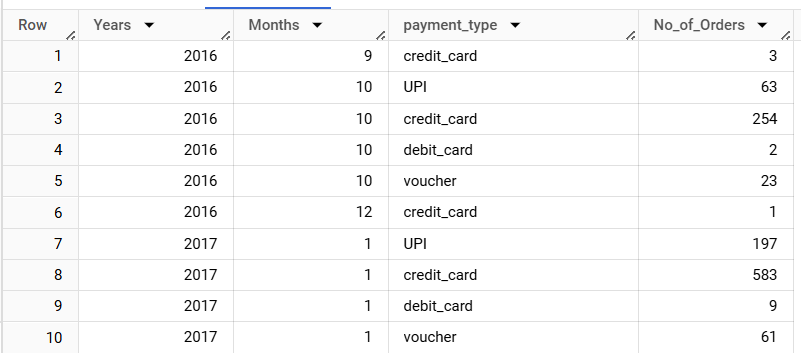 Row Years Months payment_type No_of_Orders
1 2016 9 credit_card 3
2 2016 10 UPI 63
3 2016 10 credit_card 254
4 2016 10 debit_card 2
5 2016 10 voucher 23
6 2016 12 credit_card 1
7 2017 1 UPI 197
8 2017 1 credit_card 583
9 2017 1 debit_card 9
10 2017 1 voucher 61